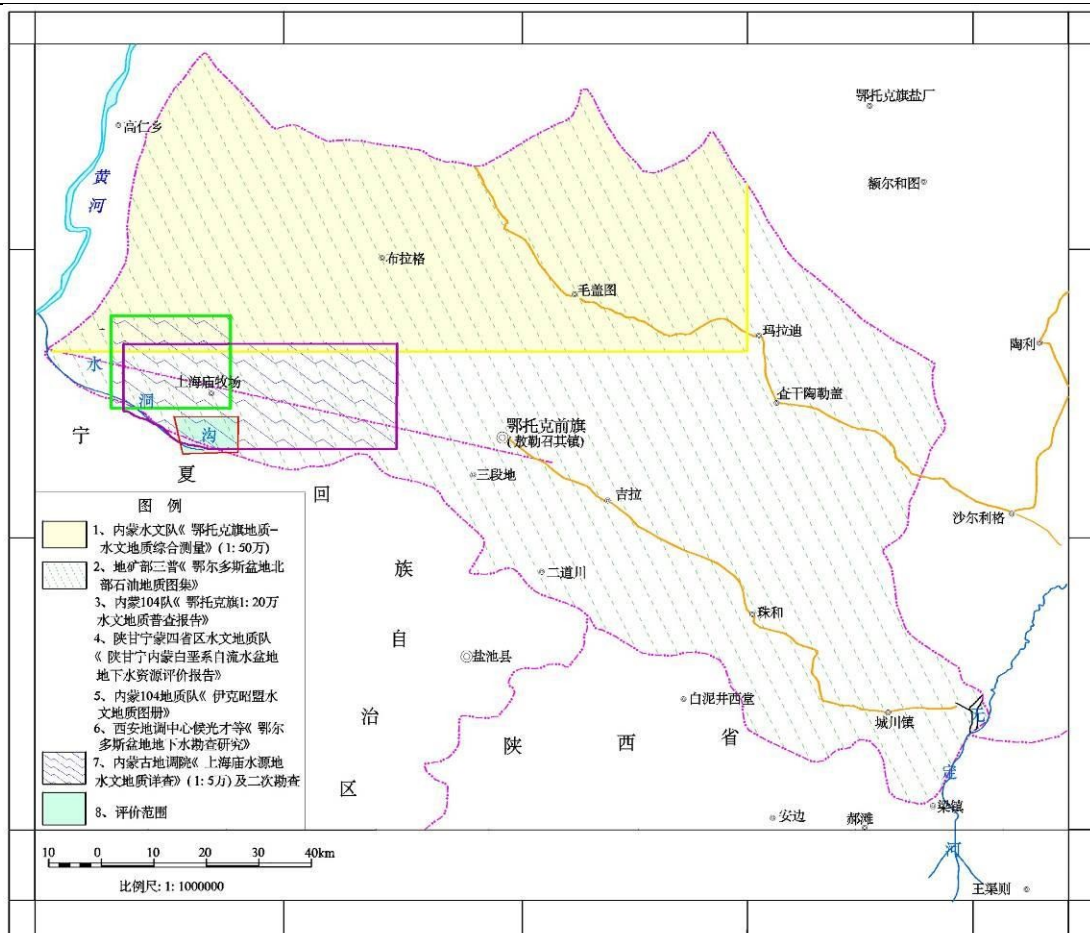 鄂托克旗盐厂
高仁乡
黄
河
额尔和图
布拉格
毛盖图
玛拉迪
陶利
水
洞
沟
上海庙牧场
查干陶勒盖
宁
夏
回
族
自
治
区
鄂托克前旗
(敖勒召其镇)
三段地
吉拉
沙尔利格
二道川
珠和
盐池县
白泥井西堂
城川镇
无
定
河
陕
西
省
梁镇
安边
郝滩
王渠则
图 例
1、内蒙水文队《鄂托克旗地质-
水文地质综合测量》(1:50万)
2、地矿部三普《鄂尔多斯盆地北
部石油地质图集》
3、内蒙104队《鄂托克旗1:20万
水文地质普查报告》
4、陕甘宁蒙四省区水文地质队
《陕甘宁内蒙白垩系自流水盆地
地下水资源评价报告》
5、内蒙104地质队《伊克昭盟水
文地质图册》
6、西安地调中心候光才等《鄂尔
多斯盆地地下水勘查研究》
7、内蒙古地调院《上海庙水源地
水文地质详查》(1:5万)及二次勘查
8、评价范围
10 0 10 20 30 40km
比例尺: 1: 1000000